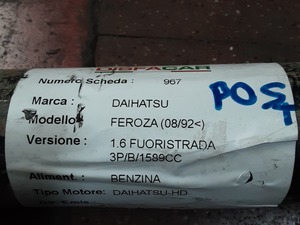 DISFACAR
Numero Scheda : 967
Marca : DAIHATSU
Modello : FEROZA (08/92<)
Versione : 1.6 FUORISTRADA
3P/B/1589CC
Aliment. : BENZINA
Tipo Motore: DAIHATSU-HD
POST